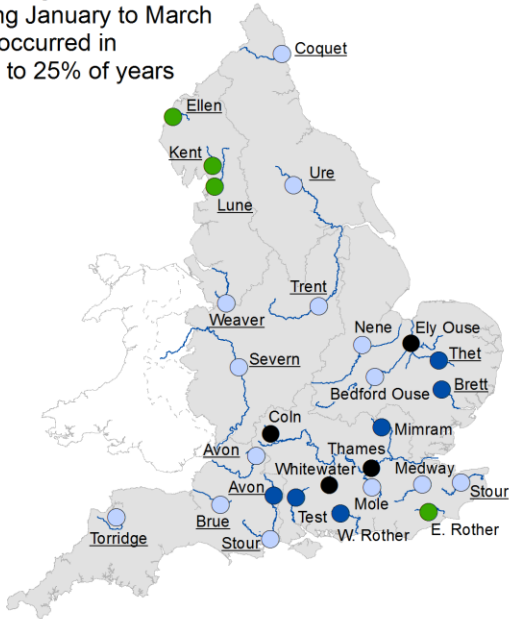 ng January to March
occurred in
to 25% of years
Coquet
Ellen
Kent
Ure
Lune
Trent
Weaver
Nene
Ely Ouse
Thet
Severn
Bedford Ouse
Brett
Coln
Mimram
Avon
Thames
Whitewater
Medway
Avon
Stour
Mole
Brue
Test
E. Rother
Torridge
Stour
W. Rother